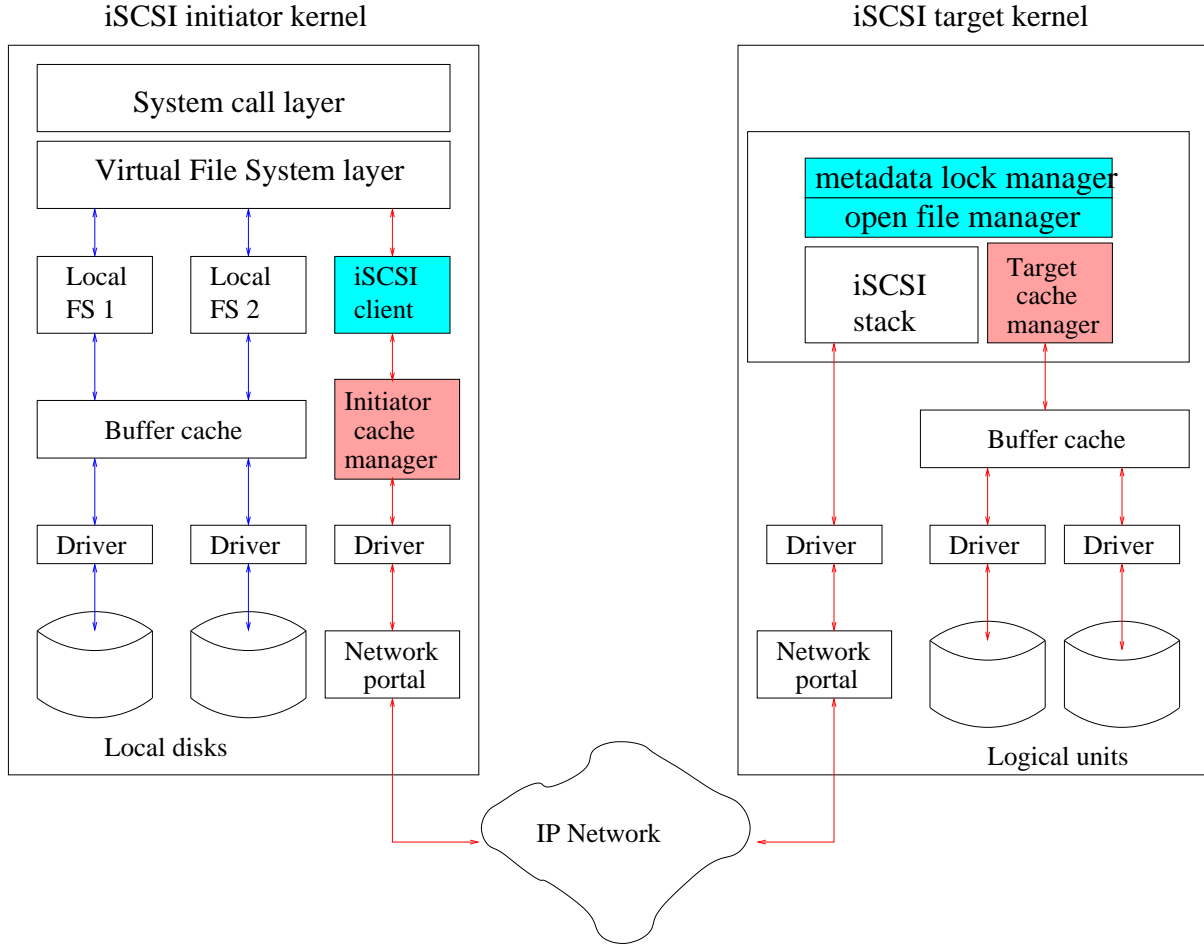 iSCSI initiator kernel
System call layer
Virtual File System layer
Local
FS 1
Local
FS 2
iSCSI
client
Buffer cache
Initiator
cache
manager
Driver
Driver
Driver
Network
portal
Local disks
IP Network
iSCSI target kernel
metadata lock manager
open file manager
iSCSI
stack
Target
cache
manager
Buffer cache
Driver
Driver
Driver
Network
portal
Logical units